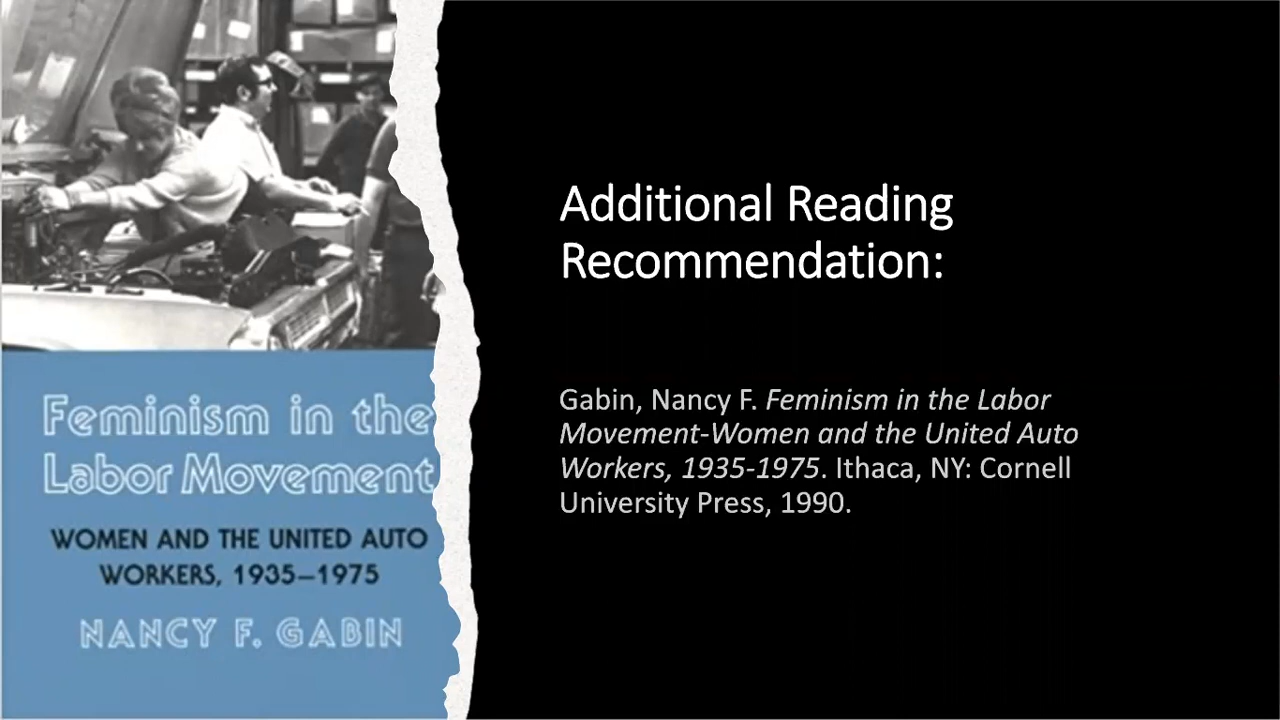 Feminism in the
Labor Movement
WOMEN AND THE UNITED AUTO
WORKERS, 1935–1975
NANCY F. GABIN
Additional Reading
Recommendation:
Gabin, Nancy F. Feminism in the Labor
Movement-Women and the United Auto
Workers, 1935-1975. Ithaca, NY: Cornell
University Press, 1990.